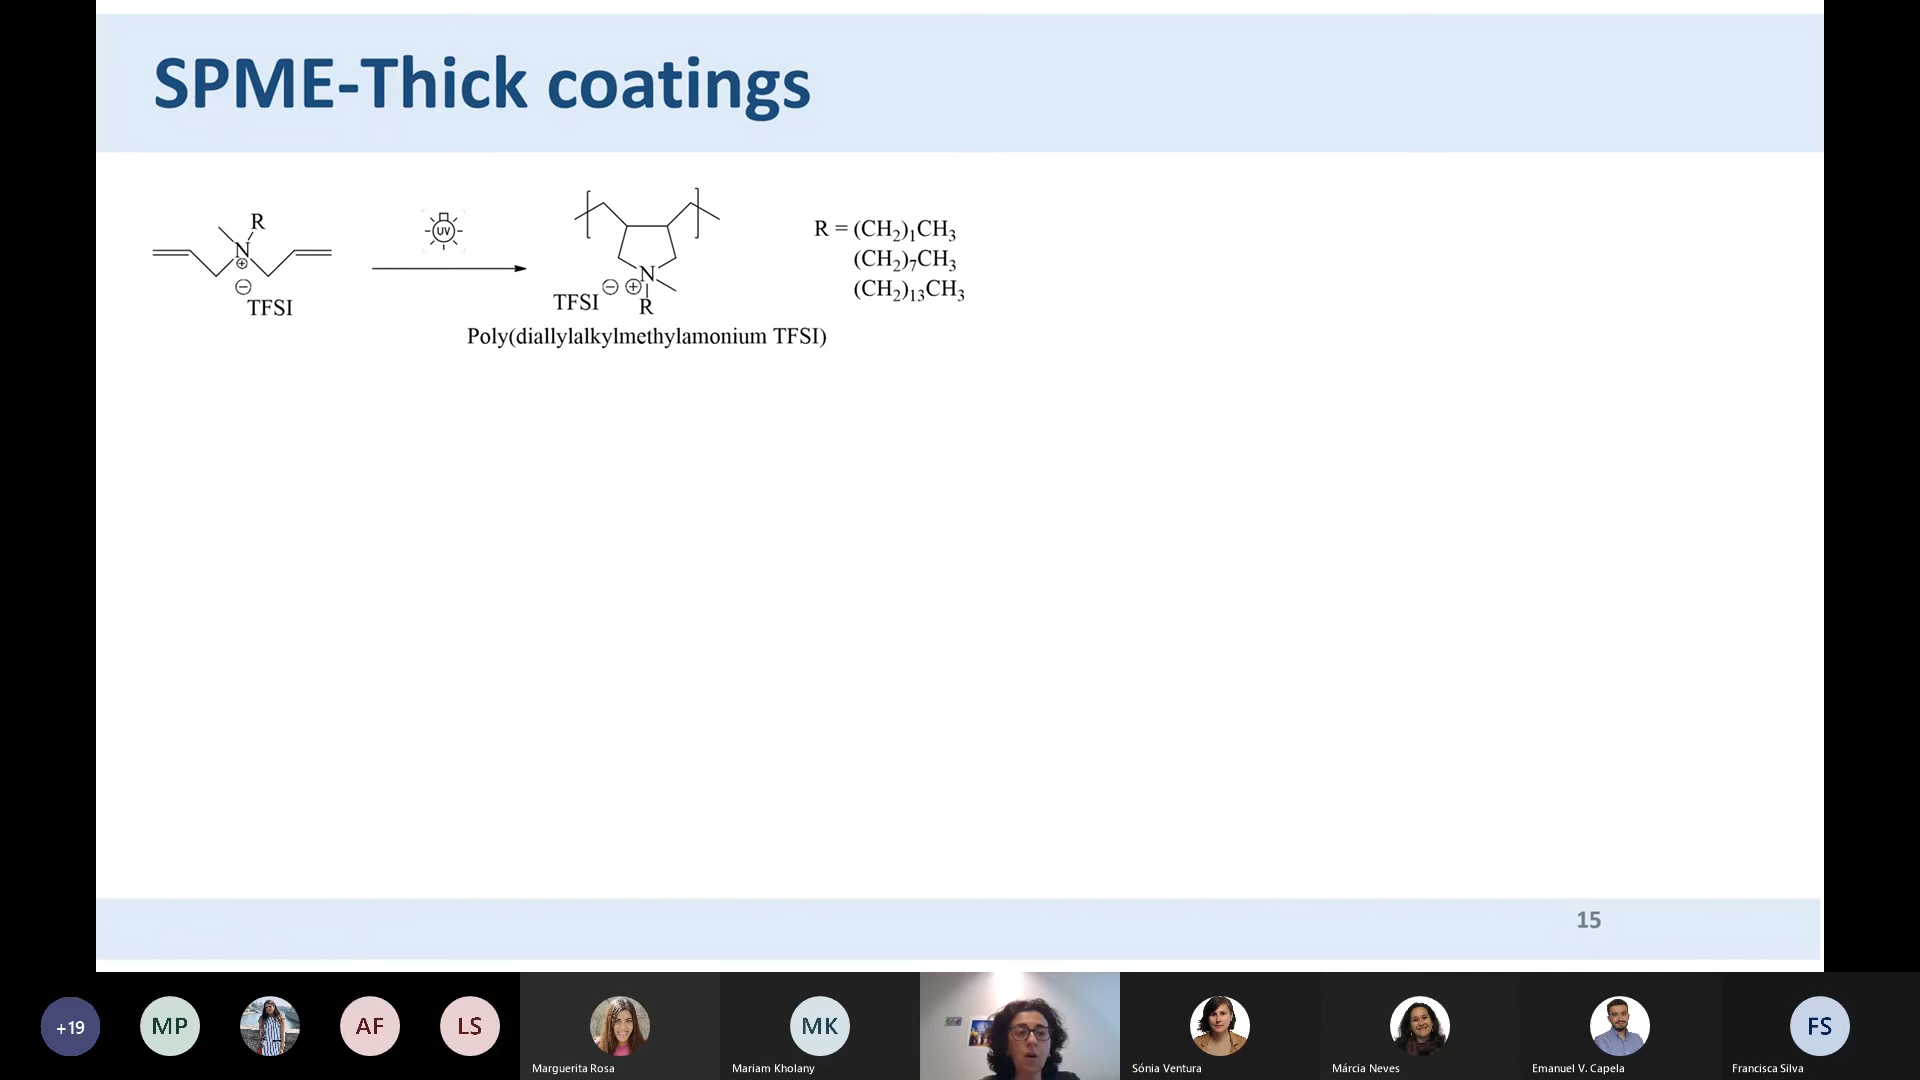 SPME-Thick coatings
R
N
⊕
⊖
TFSI
UV
N
⊕
⊖
TFSI
R
R = (CH₂)₁CH₃
(CH₂)₇CH₃
(CH₂)₁₃CH₃
Poly(diallylalkylmethylamonium TFSI)
15
+19
MP
AF
LS
Marguerita Rosa
MK
Mariam Kholany
Sónia Ventura
Márcia Neves
Emanuel V. Capela
FS
Francisca Silva